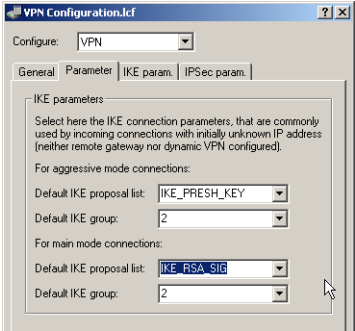 VPN Configuration.lcf
Configure: VPN
General Parameter IKE param. IPSec param.
IKE parameters
Select here the IKE connection parameters, that are commonly
used by incoming connections with initially unknown IP address
(neither remote gateway nor dynamic VPN configured).
For aggressive mode connections:
Default IKE proposal list: IKE_PRESH_KEY
Default IKE group: 2
For main mode connections:
Default IKE proposal list: IKE_RSA_SIG
Default IKE group: 2